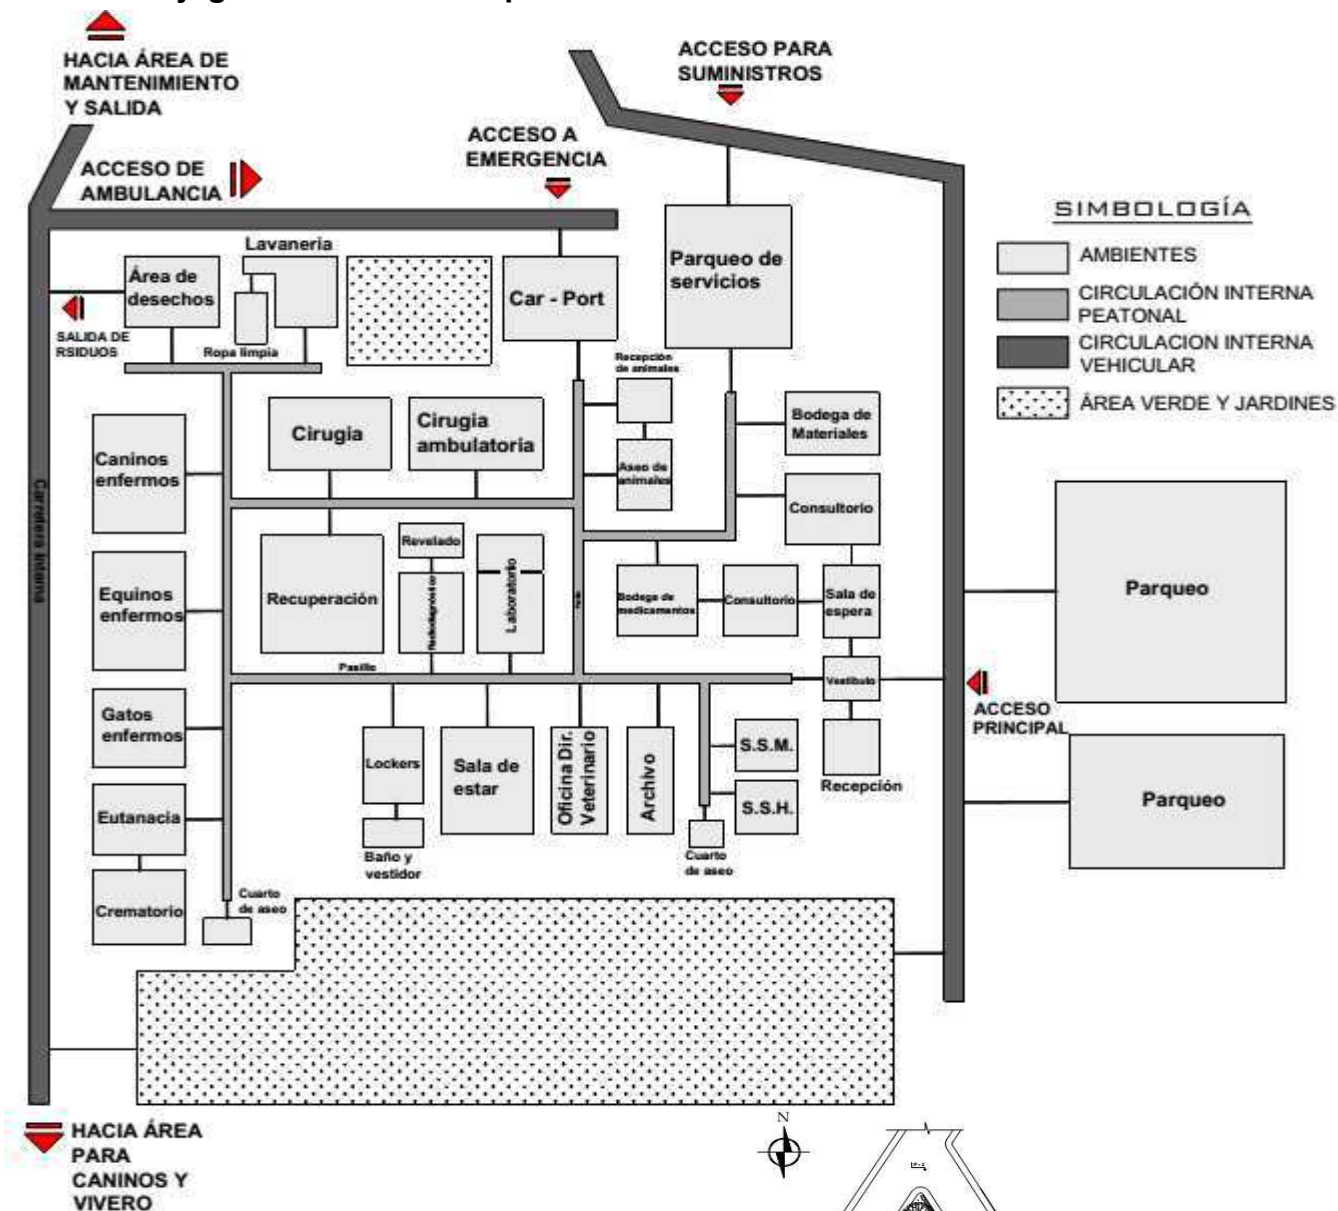 HACIA ÁREA DE
MANTENIMIENTO
Y SALIDA
ACCESO PARA
SUMINISTROS
ACCESO A
EMERGENCIA
ACCESO DE
AMBULANCIA
SIMBOLOGÍA
AMBIENTES
CIRCULACIÓN INTERNA
PEATONAL
CIRCULACION INTERNA
VEHICULAR
ÁREA VERDE Y JARDINES
Lavaneria
Área de
desechos
Ropa limpia
SALIDA DE
RSIDUOS
Car - Port
Parqueo de
servicios
Recepción
de animales
Aseo de
animales
Bodega de
Materiales
Consultorio
Cirugia
Cirugia
ambulatoria
Caninos
enfermos
Carretera Interna
Equinos
enfermos
Recuperación
Revelado
Radiodiagnostico
Laboratorio
Bodega de
medicamentos
Consultorio
Sala de
espera
Parqueo
Pasillo
Vestibulo
ACCESO
PRINCIPAL
Gatos
enfermos
Lockers
Sala de
estar
Oficina Dir.
Veterinario
Archivo
S.S.M.
S.S.H.
Recepción
Parqueo
Eutanacia
Baño y
vestidor
Cuarto
de aseo
Crematorio
Cuarto
de aseo
HACIA ÁREA
PARA
CANINOS Y
VIVERO
N